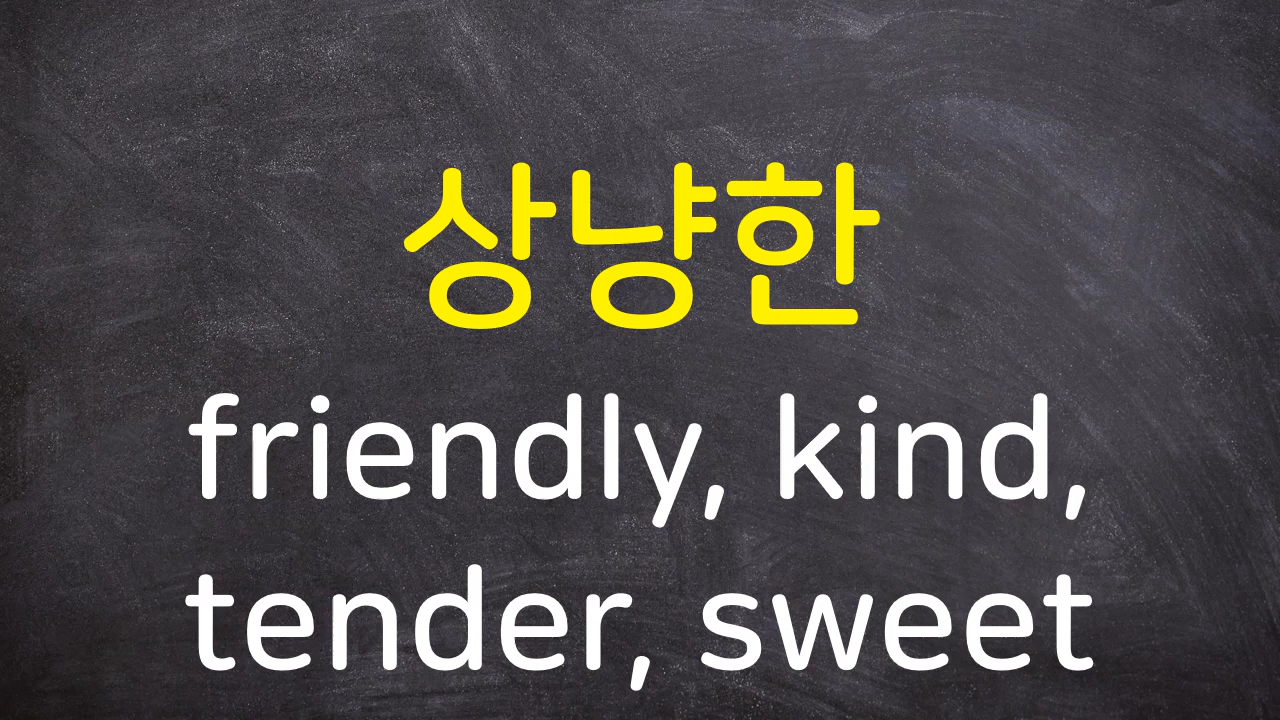 상냥한
friendly, kind,
tender, sweet